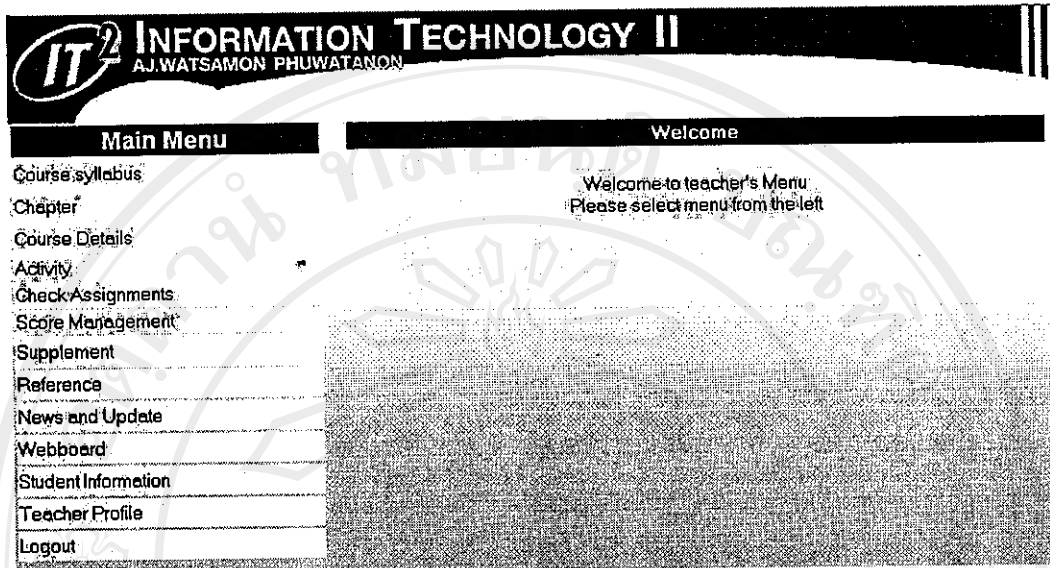 IT2 INFORMATION TECHNOLOGY II
AJ.WATSAMON PHUWATANON
Main Menu
Course syllabus
Chapter
Course Details
Activity
Check Assignments
Score Management
Supplement
Reference
News and Update
Webboard
Student Information
Teacher Profile
Logout
Welcome
Welcome to teacher's Menu
Please select menu from the left